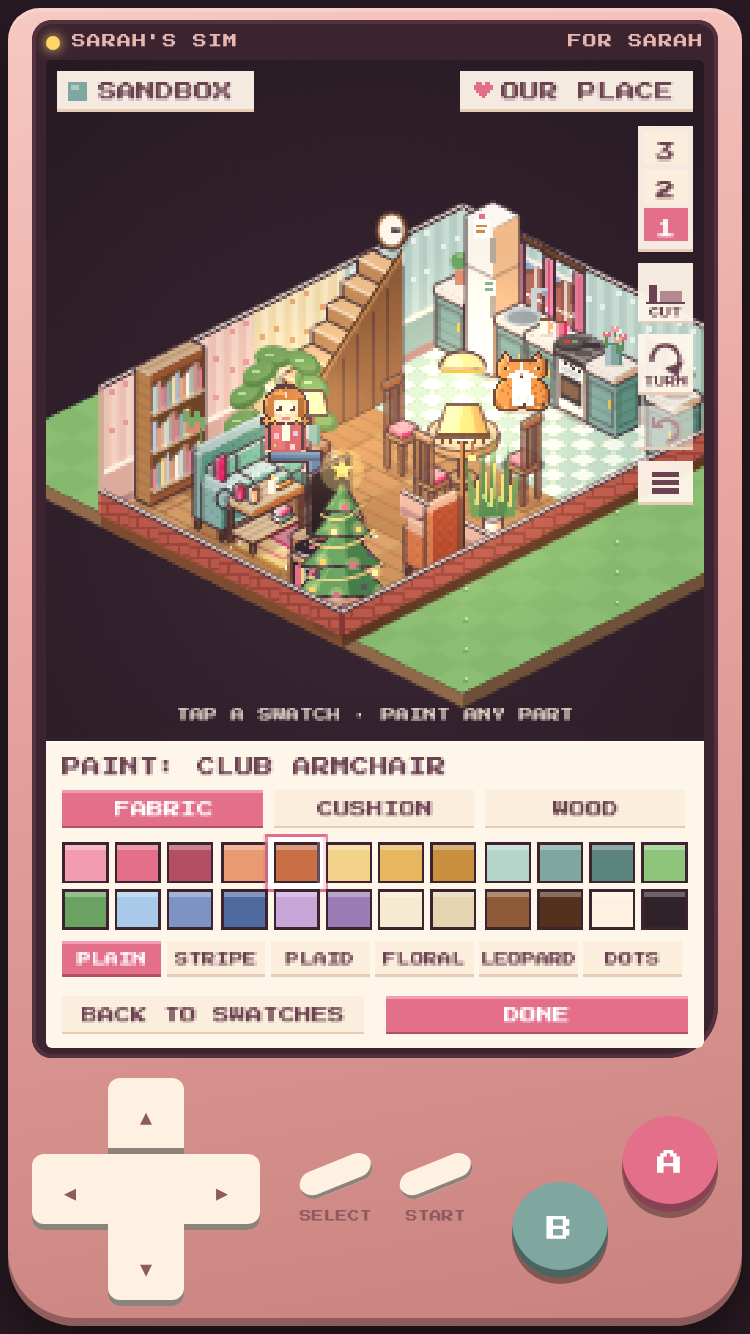 SARAH'S SIM
FOR SARAH
SANDBOX
OUR PLACE
3
2
1
CUT
TURN
TAP A SWATCH · PAINT ANY PART
PAINT: CLUB ARMCHAIR
FABRIC
CUSHION
WOOD
PLAIN
STRIPE
PLAID
FLORAL
LEOPARD
DOTS
BACK TO SWATCHES
DONE
SELECT
START
B
A